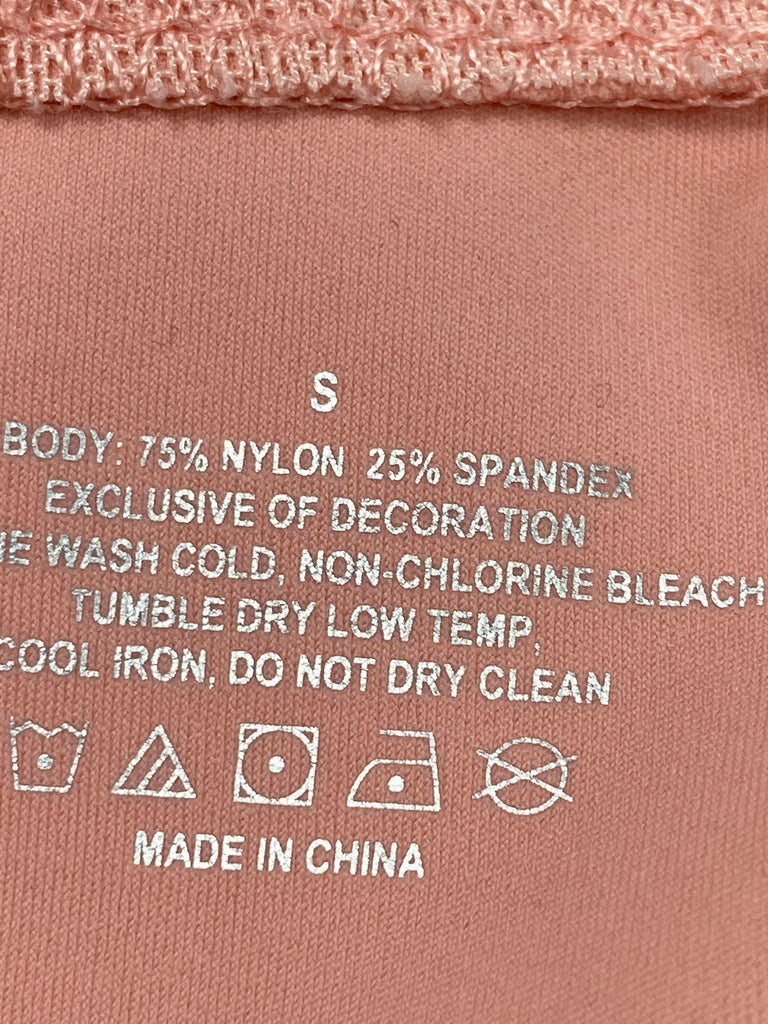 S
BODY: 75% NYLON 25% SPANDEX
EXCLUSIVE OF DECORATION
WASH COLD, NON-CHLORINE BLEACH
TUMBLE DRY LOW TEMP,
COOL IRON, DO NOT DRY CLEAN
MADE IN CHINA